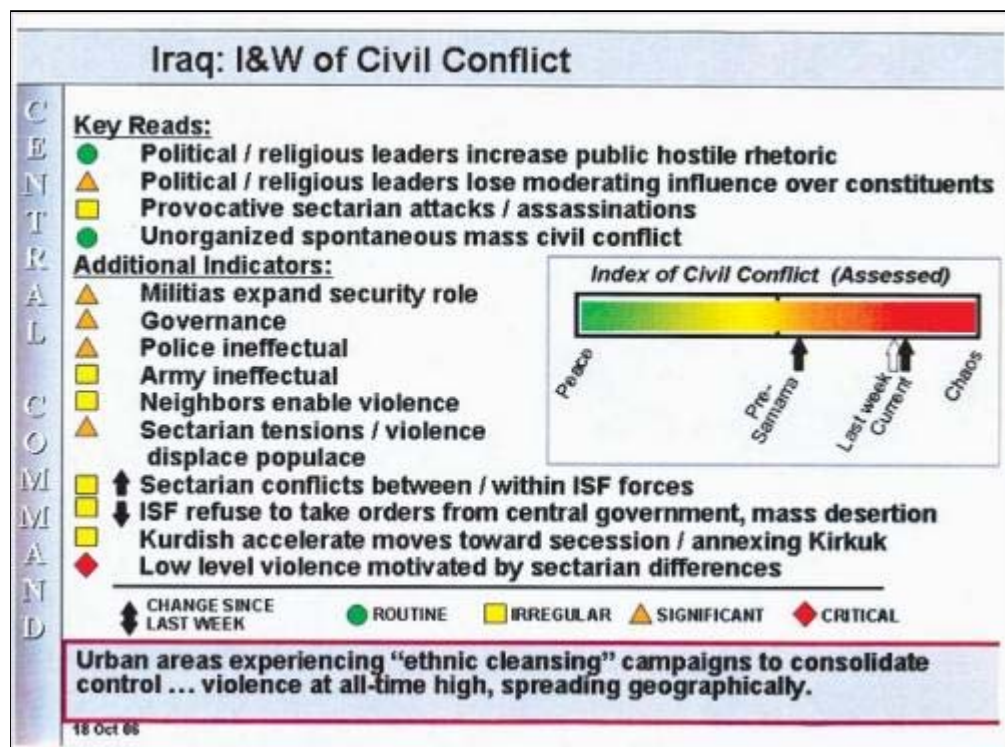 Iraq: I&W of Civil Conflict
CENTRAL COMMAND
Key Reads:
Political / religious leaders increase public hostile rhetoric
Political / religious leaders lose moderating influence over constituents
Provocative sectarian attacks / assassinations
Unorganized spontaneous mass civil conflict
Additional Indicators:
Militias expand security role
Governance
Police ineffectual
Army ineffectual
Neighbors enable violence
Sectarian tensions / violence
displace populace
Sectarian conflicts between / within ISF forces
ISF refuse to take orders from central government, mass desertion
Kurdish accelerate moves toward secession / annexing Kirkuk
Low level violence motivated by sectarian differences
Index of Civil Conflict (Assessed)
Peace
Pre-
Samarra
Last week
Current
Chaos
CHANGE SINCE
LAST WEEK
ROUTINE
IRREGULAR
SIGNIFICANT
CRITICAL
Urban areas experiencing “ethnic cleansing” campaigns to consolidate
control ... violence at all-time high, spreading geographically.
18 Oct 06